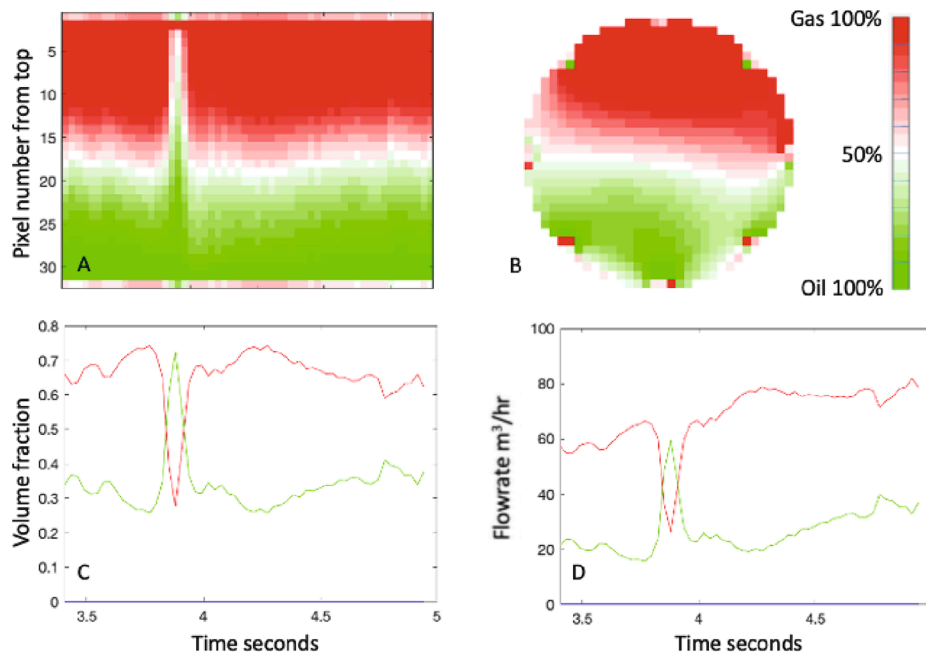 Pixel number from top
5
10
15
20
25
30
A
B
Gas 100%
50%
Oil 100%
Volume fraction
0.8
0.7
0.6
0.5
0.4
0.3
0.2
0.1
0
C
3.5
4
4.5
5
Time seconds
Flowrate m³/hr
100
80
60
40
20
0
D
3.5
4
4.5
Time seconds